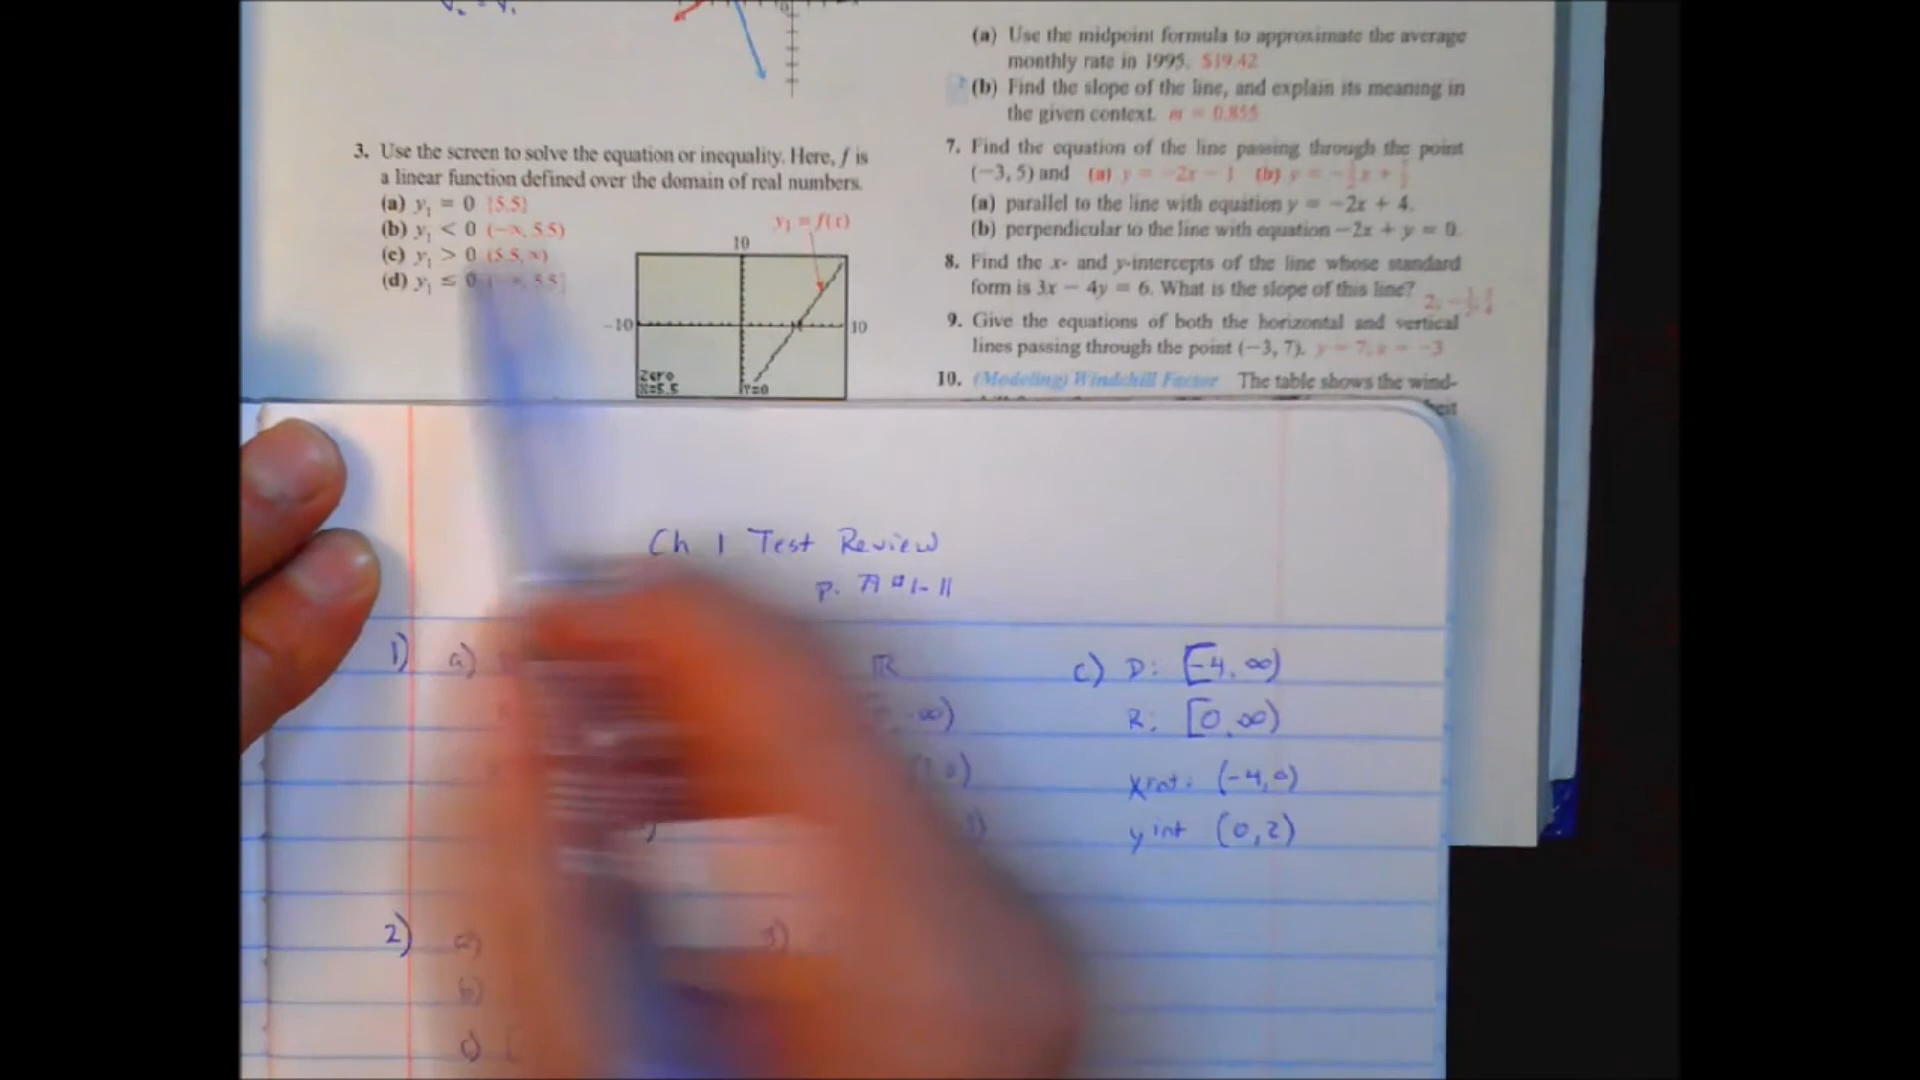 (a) Use the midpoint formula to approximate the average
monthly rate in 1995. $19.42
(b) Find the slope of the line, and explain its meaning in
the given context. m = 0.855
3. Use the screen to solve the equation or inequality. Here, f is
a linear function defined over the domain of real numbers.
(a) y₁ = 0 {5.5}
(b) y₁ < 0 (−∞, 5.5)
(c) y₁ > 0 (5.5, ∞)
(d) y₁ ≤ 0
y₁ = f(x)
10
−10
10
Zero
X=5.5 Y=0
7. Find the equation of the line passing through the point
(−3, 5) and (a) y = −2x − 1 (b) y =
(a) parallel to the line with equation y = −2x + 4.
(b) perpendicular to the line with equation −2x + y = 0.
8. Find the x- and y-intercepts of the line whose standard
form is 3x − 4y = 6. What is the slope of this line?
9. Give the equations of both the horizontal and vertical
lines passing through the point (−3, 7). y = 7; x = −3
10. (Modeling) Windchill Factor The table shows the wind-
Ch 1 Test Review
p. 79 #1-11
1) a)
ℝ
c) D: [-4, ∞)
R: [0, ∞)
xint: (-4, 0)
y int (0, 2)
2) a)
b)
c)
3)